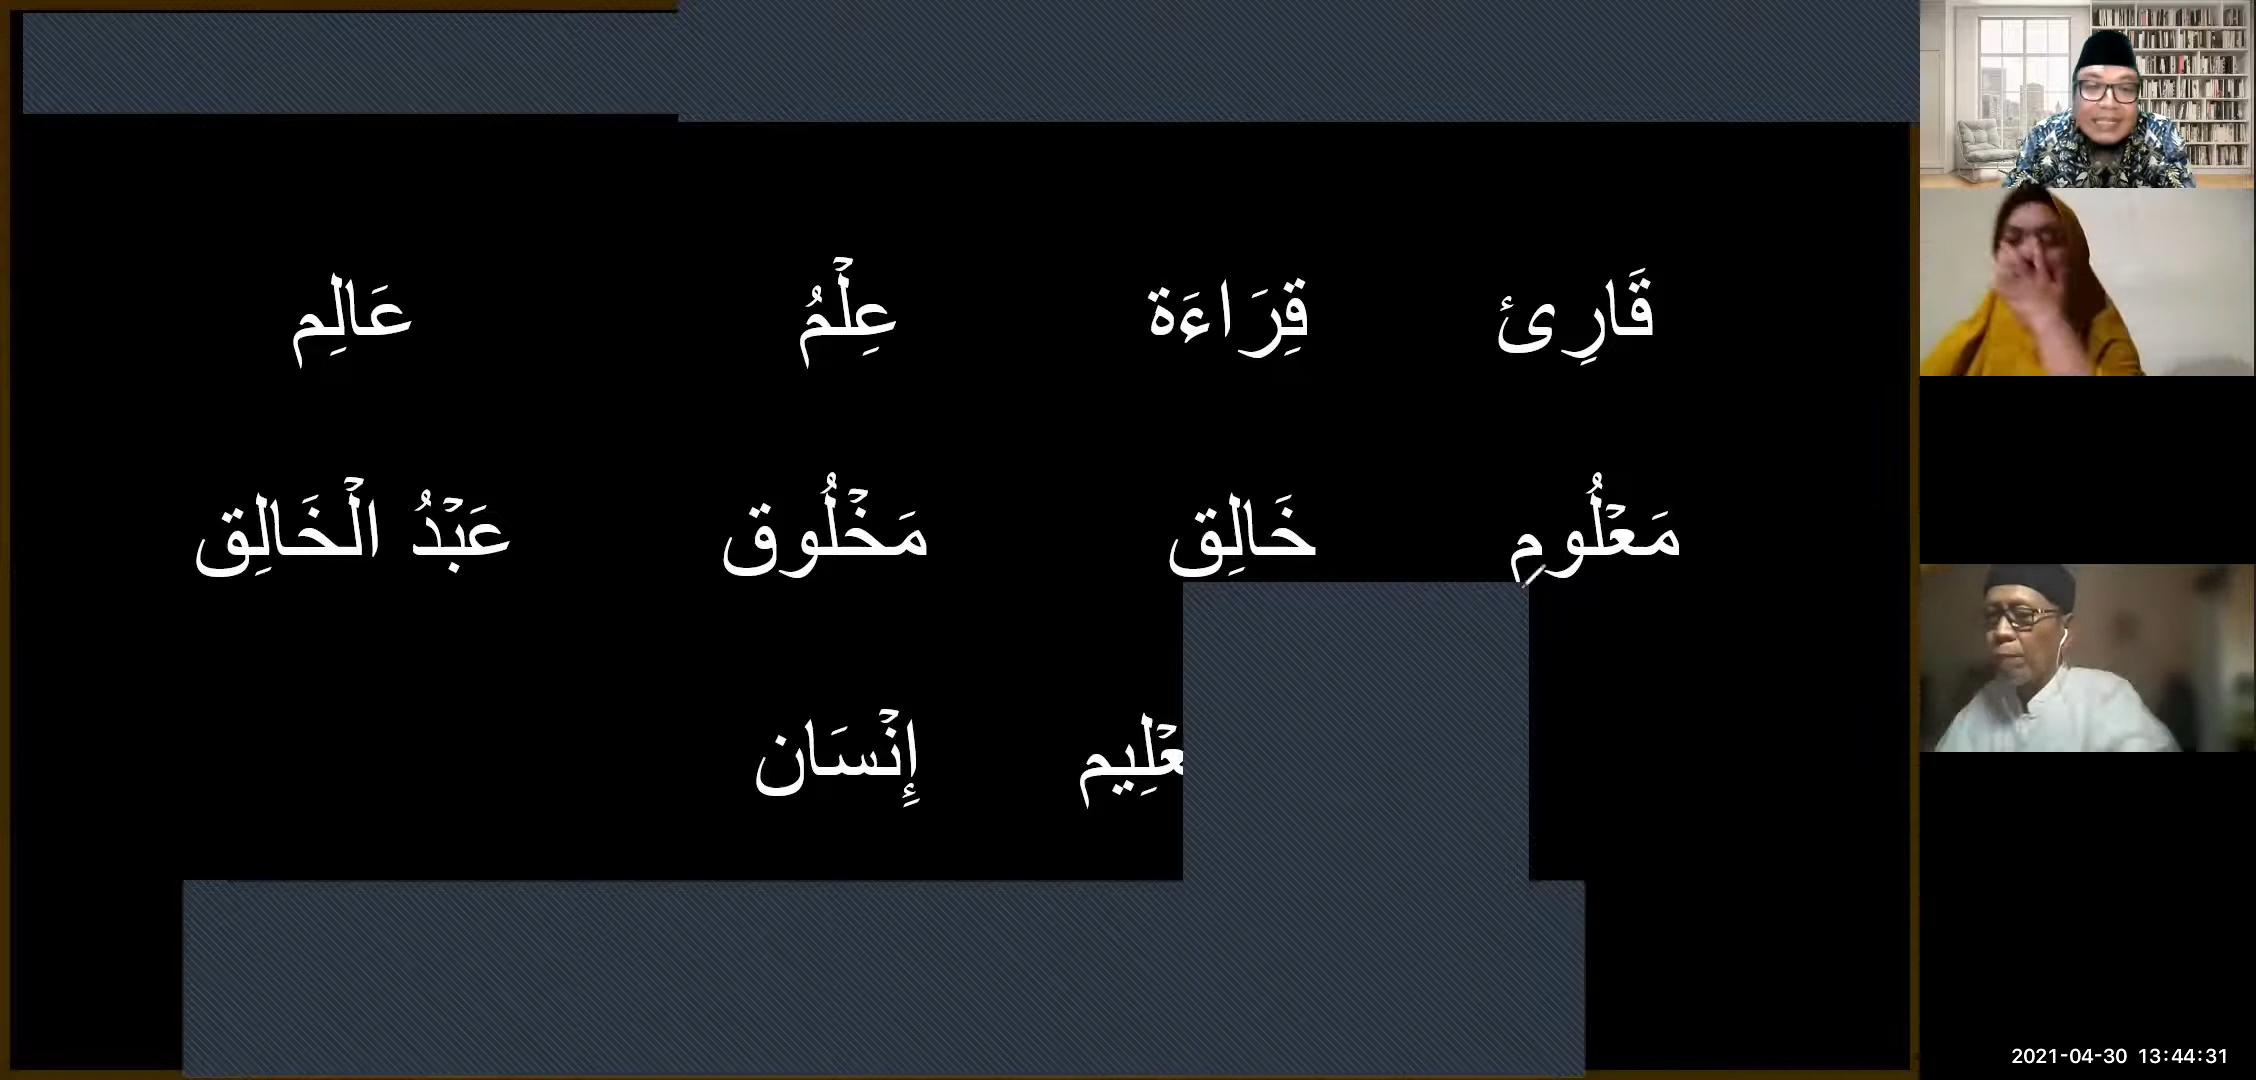 قَارِئ قِرَاءَة عِلْمُ عَالِم
مَعْلُومِ خَالِق مَخْلُوق عَبْدُ الْخَالِق
إِنْسَان
2021-04-30 13:44:31